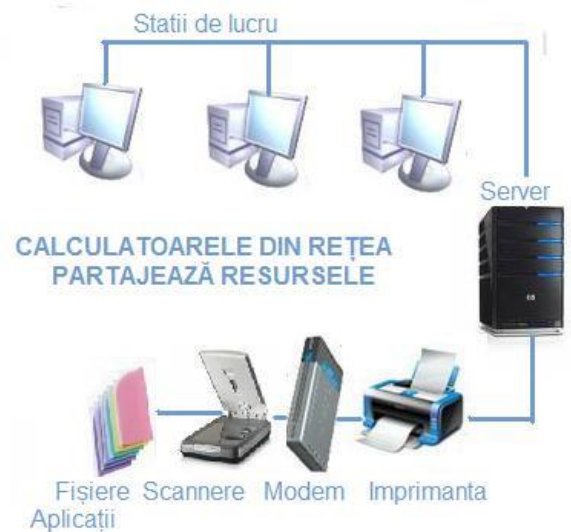 Statii de lucru
Server
CALCULATOARELE DIN REȚEA
PARTAJEAZĂ RESURSELE
Fișiere Scannere Modem Imprimanta
Aplicații